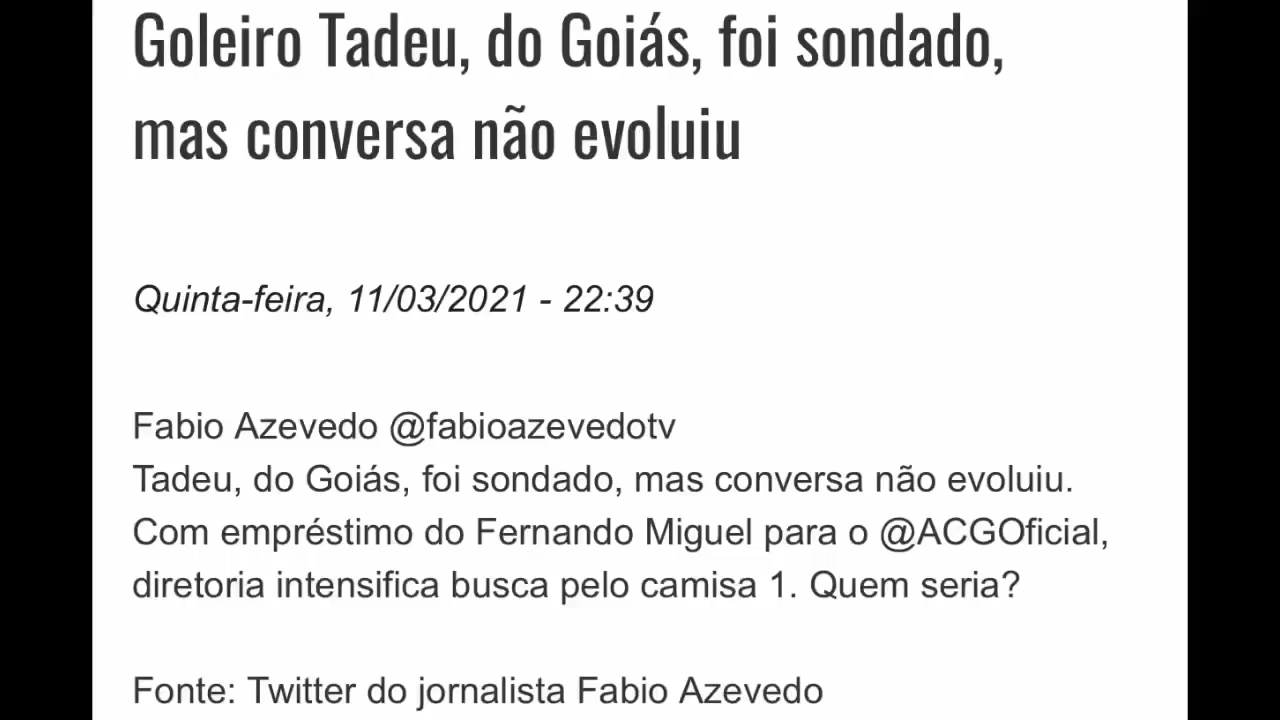 Goleiro Tadeu, do Goiás, foi sondado,
mas conversa não evoluiu
Quinta-feira, 11/03/2021 - 22:39
Fabio Azevedo @fabioazevedotv
Tadeu, do Goiás, foi sondado, mas conversa não evoluiu.
Com empréstimo do Fernando Miguel para o @ACGOficial,
diretoria intensifica busca pelo camisa 1. Quem seria?
Fonte: Twitter do jornalista Fabio Azevedo